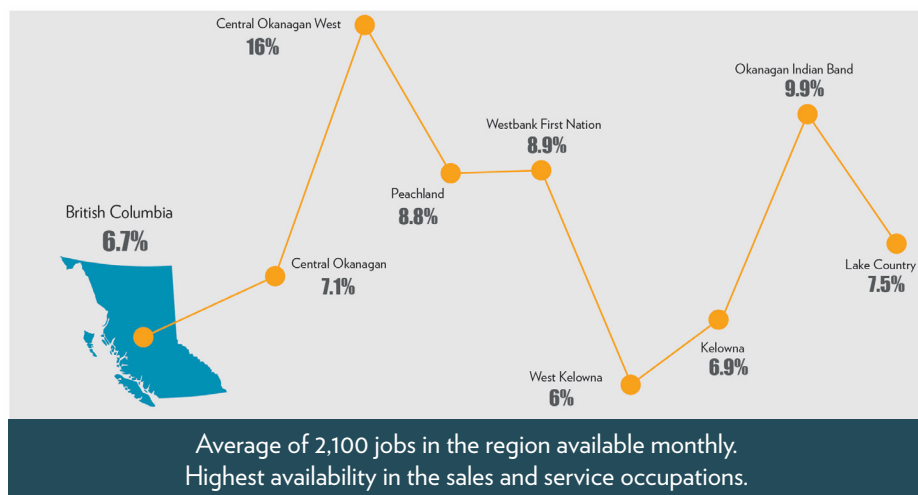 Central Okanagan West
16%
Okanagan Indian Band
9.9%
Westbank First Nation
8.9%
Peachland
8.8%
British Columbia
6.7%
Central Okanagan
7.1%
Lake Country
7.5%
Kelowna
6.9%
West Kelowna
6%
Average of 2,100 jobs in the region available monthly.
Highest availability in the sales and service occupations.